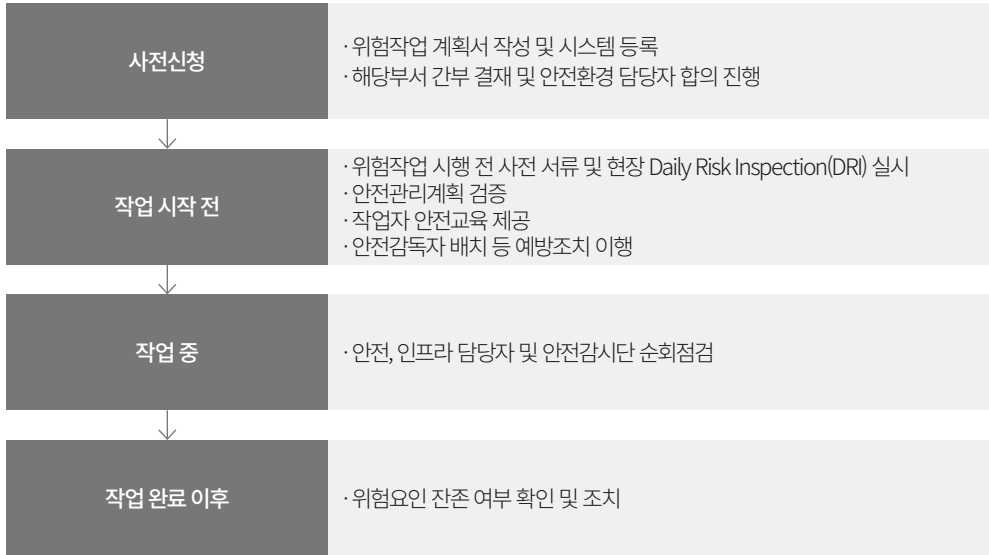 사전신청
· 위험작업 계획서 작성 및 시스템 등록
· 해당부서 간부 결재 및 안전환경 담당자 합의 진행
작업 시작 전
· 위험작업 시행 전 사전 서류 및 현장 Daily Risk Inspection(DRI) 실시
· 안전관리계획 검증
· 작업자 안전교육 제공
· 안전감독자 배치 등 예방조치 이행
작업 중
· 안전, 인프라 담당자 및 안전감시단 순회점검
작업 완료 이후
· 위험요인 잔존 여부 확인 및 조치